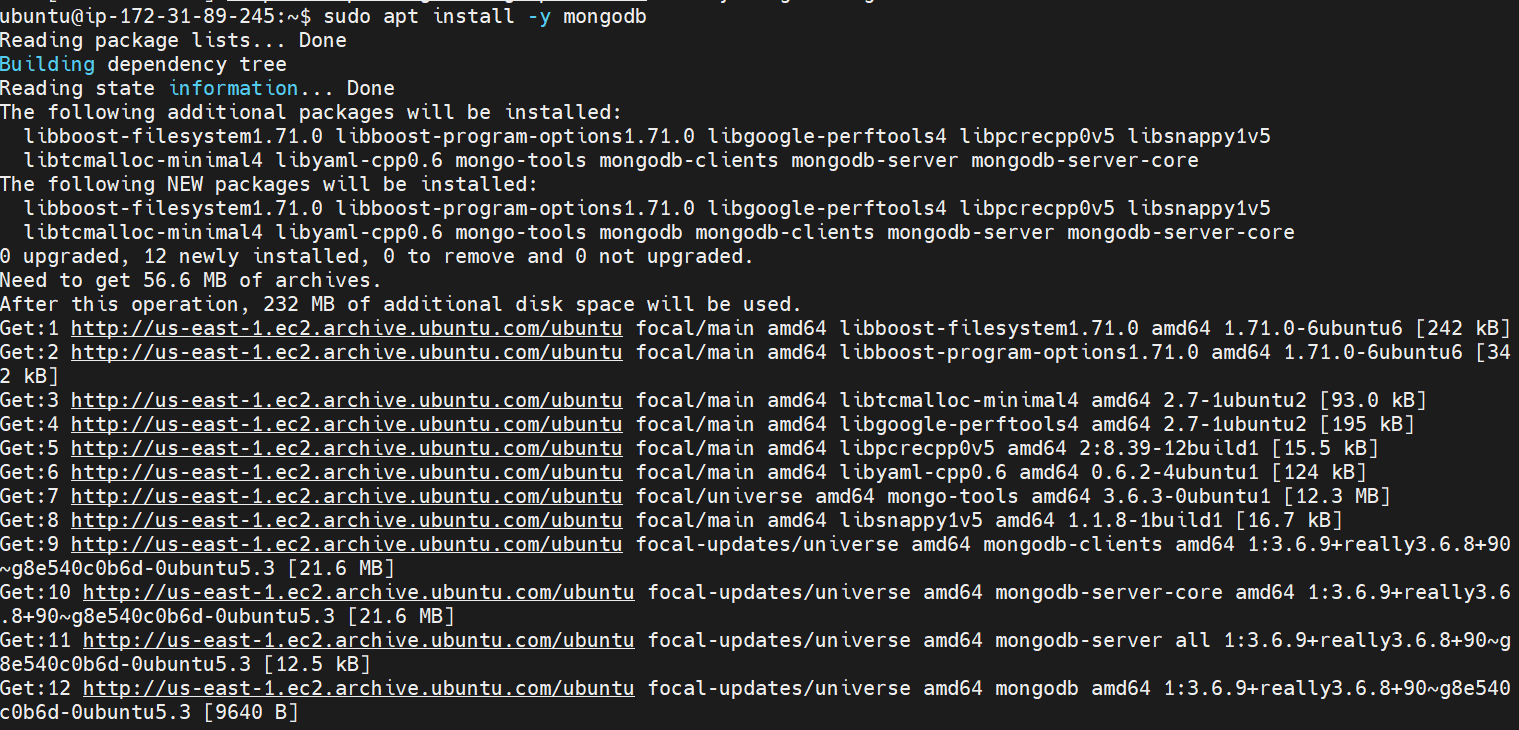 ubuntu@ip-172-31-89-245:~$ sudo apt install -y mongodb
Reading package lists... Done
Building dependency tree
Reading state information... Done
The following additional packages will be installed:
  libboost-filesystem1.71.0 libboost-program-options1.71.0 libgoogle-perftools4 libpcrecpp0v5 libsnappy1v5
  libtcmalloc-minimal4 libyaml-cpp0.6 mongo-tools mongodb-clients mongodb-server mongodb-server-core
The following NEW packages will be installed:
  libboost-filesystem1.71.0 libboost-program-options1.71.0 libgoogle-perftools4 libpcrecpp0v5 libsnappy1v5
  libtcmalloc-minimal4 libyaml-cpp0.6 mongo-tools mongodb mongodb-clients mongodb-server mongodb-server-core
0 upgraded, 12 newly installed, 0 to remove and 0 not upgraded.
Need to get 56.6 MB of archives.
After this operation, 232 MB of additional disk space will be used.
Get:1 http://us-east-1.ec2.archive.ubuntu.com/ubuntu focal/main amd64 libboost-filesystem1.71.0 amd64 1.71.0-6ubuntu6 [242 kB]
Get:2 http://us-east-1.ec2.archive.ubuntu.com/ubuntu focal/main amd64 libboost-program-options1.71.0 amd64 1.71.0-6ubuntu6 [34
2 kB]
Get:3 http://us-east-1.ec2.archive.ubuntu.com/ubuntu focal/main amd64 libtcmalloc-minimal4 amd64 2.7-1ubuntu2 [93.0 kB]
Get:4 http://us-east-1.ec2.archive.ubuntu.com/ubuntu focal/main amd64 libgoogle-perftools4 amd64 2.7-1ubuntu2 [195 kB]
Get:5 http://us-east-1.ec2.archive.ubuntu.com/ubuntu focal/main amd64 libpcrecpp0v5 amd64 2:8.39-12build1 [15.5 kB]
Get:6 http://us-east-1.ec2.archive.ubuntu.com/ubuntu focal/main amd64 libyaml-cpp0.6 amd64 0.6.2-4ubuntu1 [124 kB]
Get:7 http://us-east-1.ec2.archive.ubuntu.com/ubuntu focal/universe amd64 mongo-tools amd64 3.6.3-0ubuntu1 [12.3 MB]
Get:8 http://us-east-1.ec2.archive.ubuntu.com/ubuntu focal/main amd64 libsnappy1v5 amd64 1.1.8-1build1 [16.7 kB]
Get:9 http://us-east-1.ec2.archive.ubuntu.com/ubuntu focal-updates/universe amd64 mongodb-clients amd64 1:3.6.9+really3.6.8+90
~g8e540c0b6d-0ubuntu5.3 [21.6 MB]
Get:10 http://us-east-1.ec2.archive.ubuntu.com/ubuntu focal-updates/universe amd64 mongodb-server-core amd64 1:3.6.9+really3.6
.8+90~g8e540c0b6d-0ubuntu5.3 [21.6 MB]
Get:11 http://us-east-1.ec2.archive.ubuntu.com/ubuntu focal-updates/universe amd64 mongodb-server all 1:3.6.9+really3.6.8+90~g
8e540c0b6d-0ubuntu5.3 [12.5 kB]
Get:12 http://us-east-1.ec2.archive.ubuntu.com/ubuntu focal-updates/universe amd64 mongodb amd64 1:3.6.9+really3.6.8+90~g8e540
c0b6d-0ubuntu5.3 [9640 B]